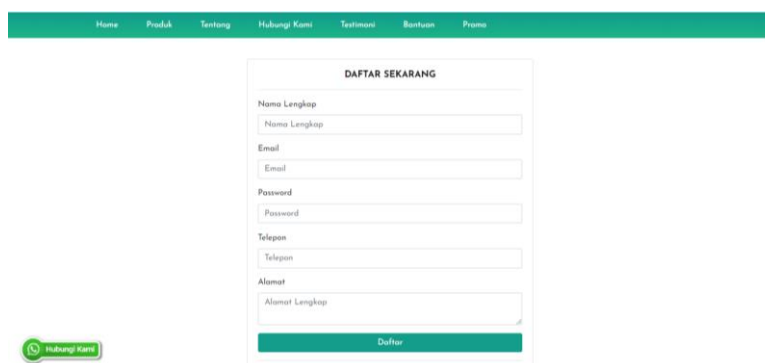 Home Produk Tentang Hubungi Kami Testimoni Bantuan Promo
DAFTAR SEKARANG
Nama Lengkap
Nama Lengkap
Email
Email
Password
Password
Telepon
Telepon
Alamat
Alamat Lengkap
Daftar
Hubungi Kami